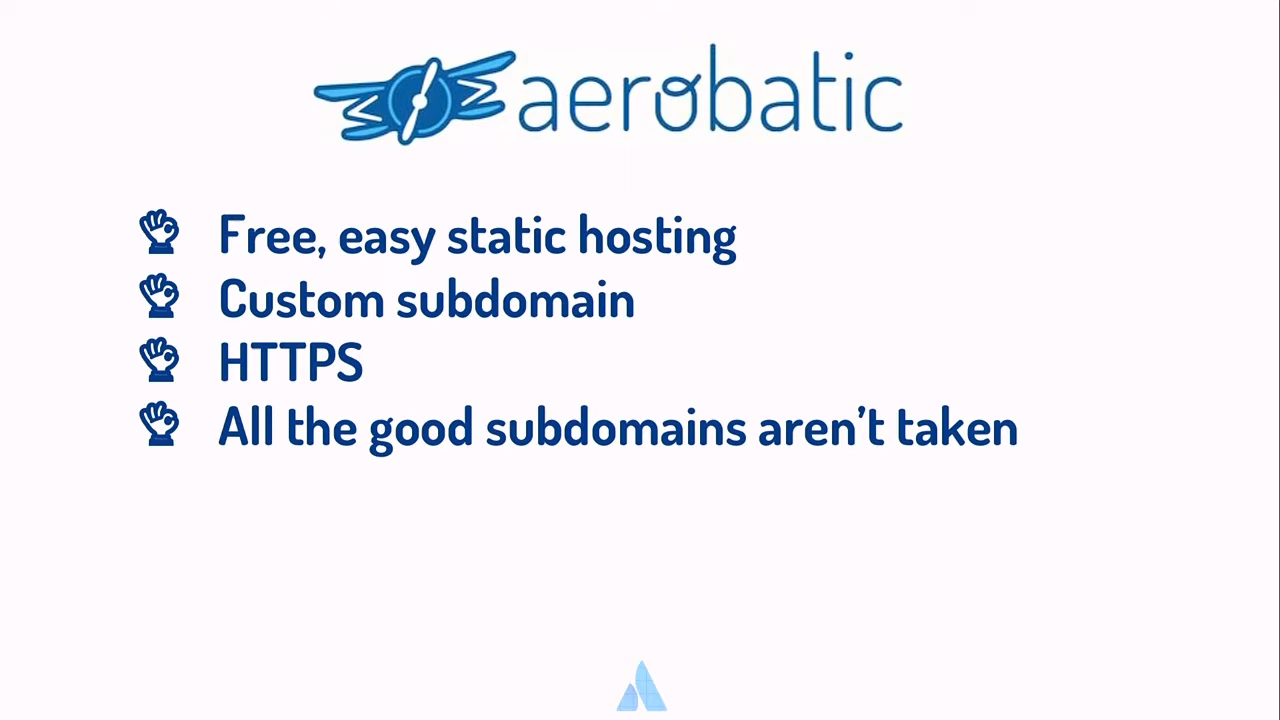 aerobatic
Free, easy static hosting
Custom subdomain
HTTPS
All the good subdomains aren’t taken